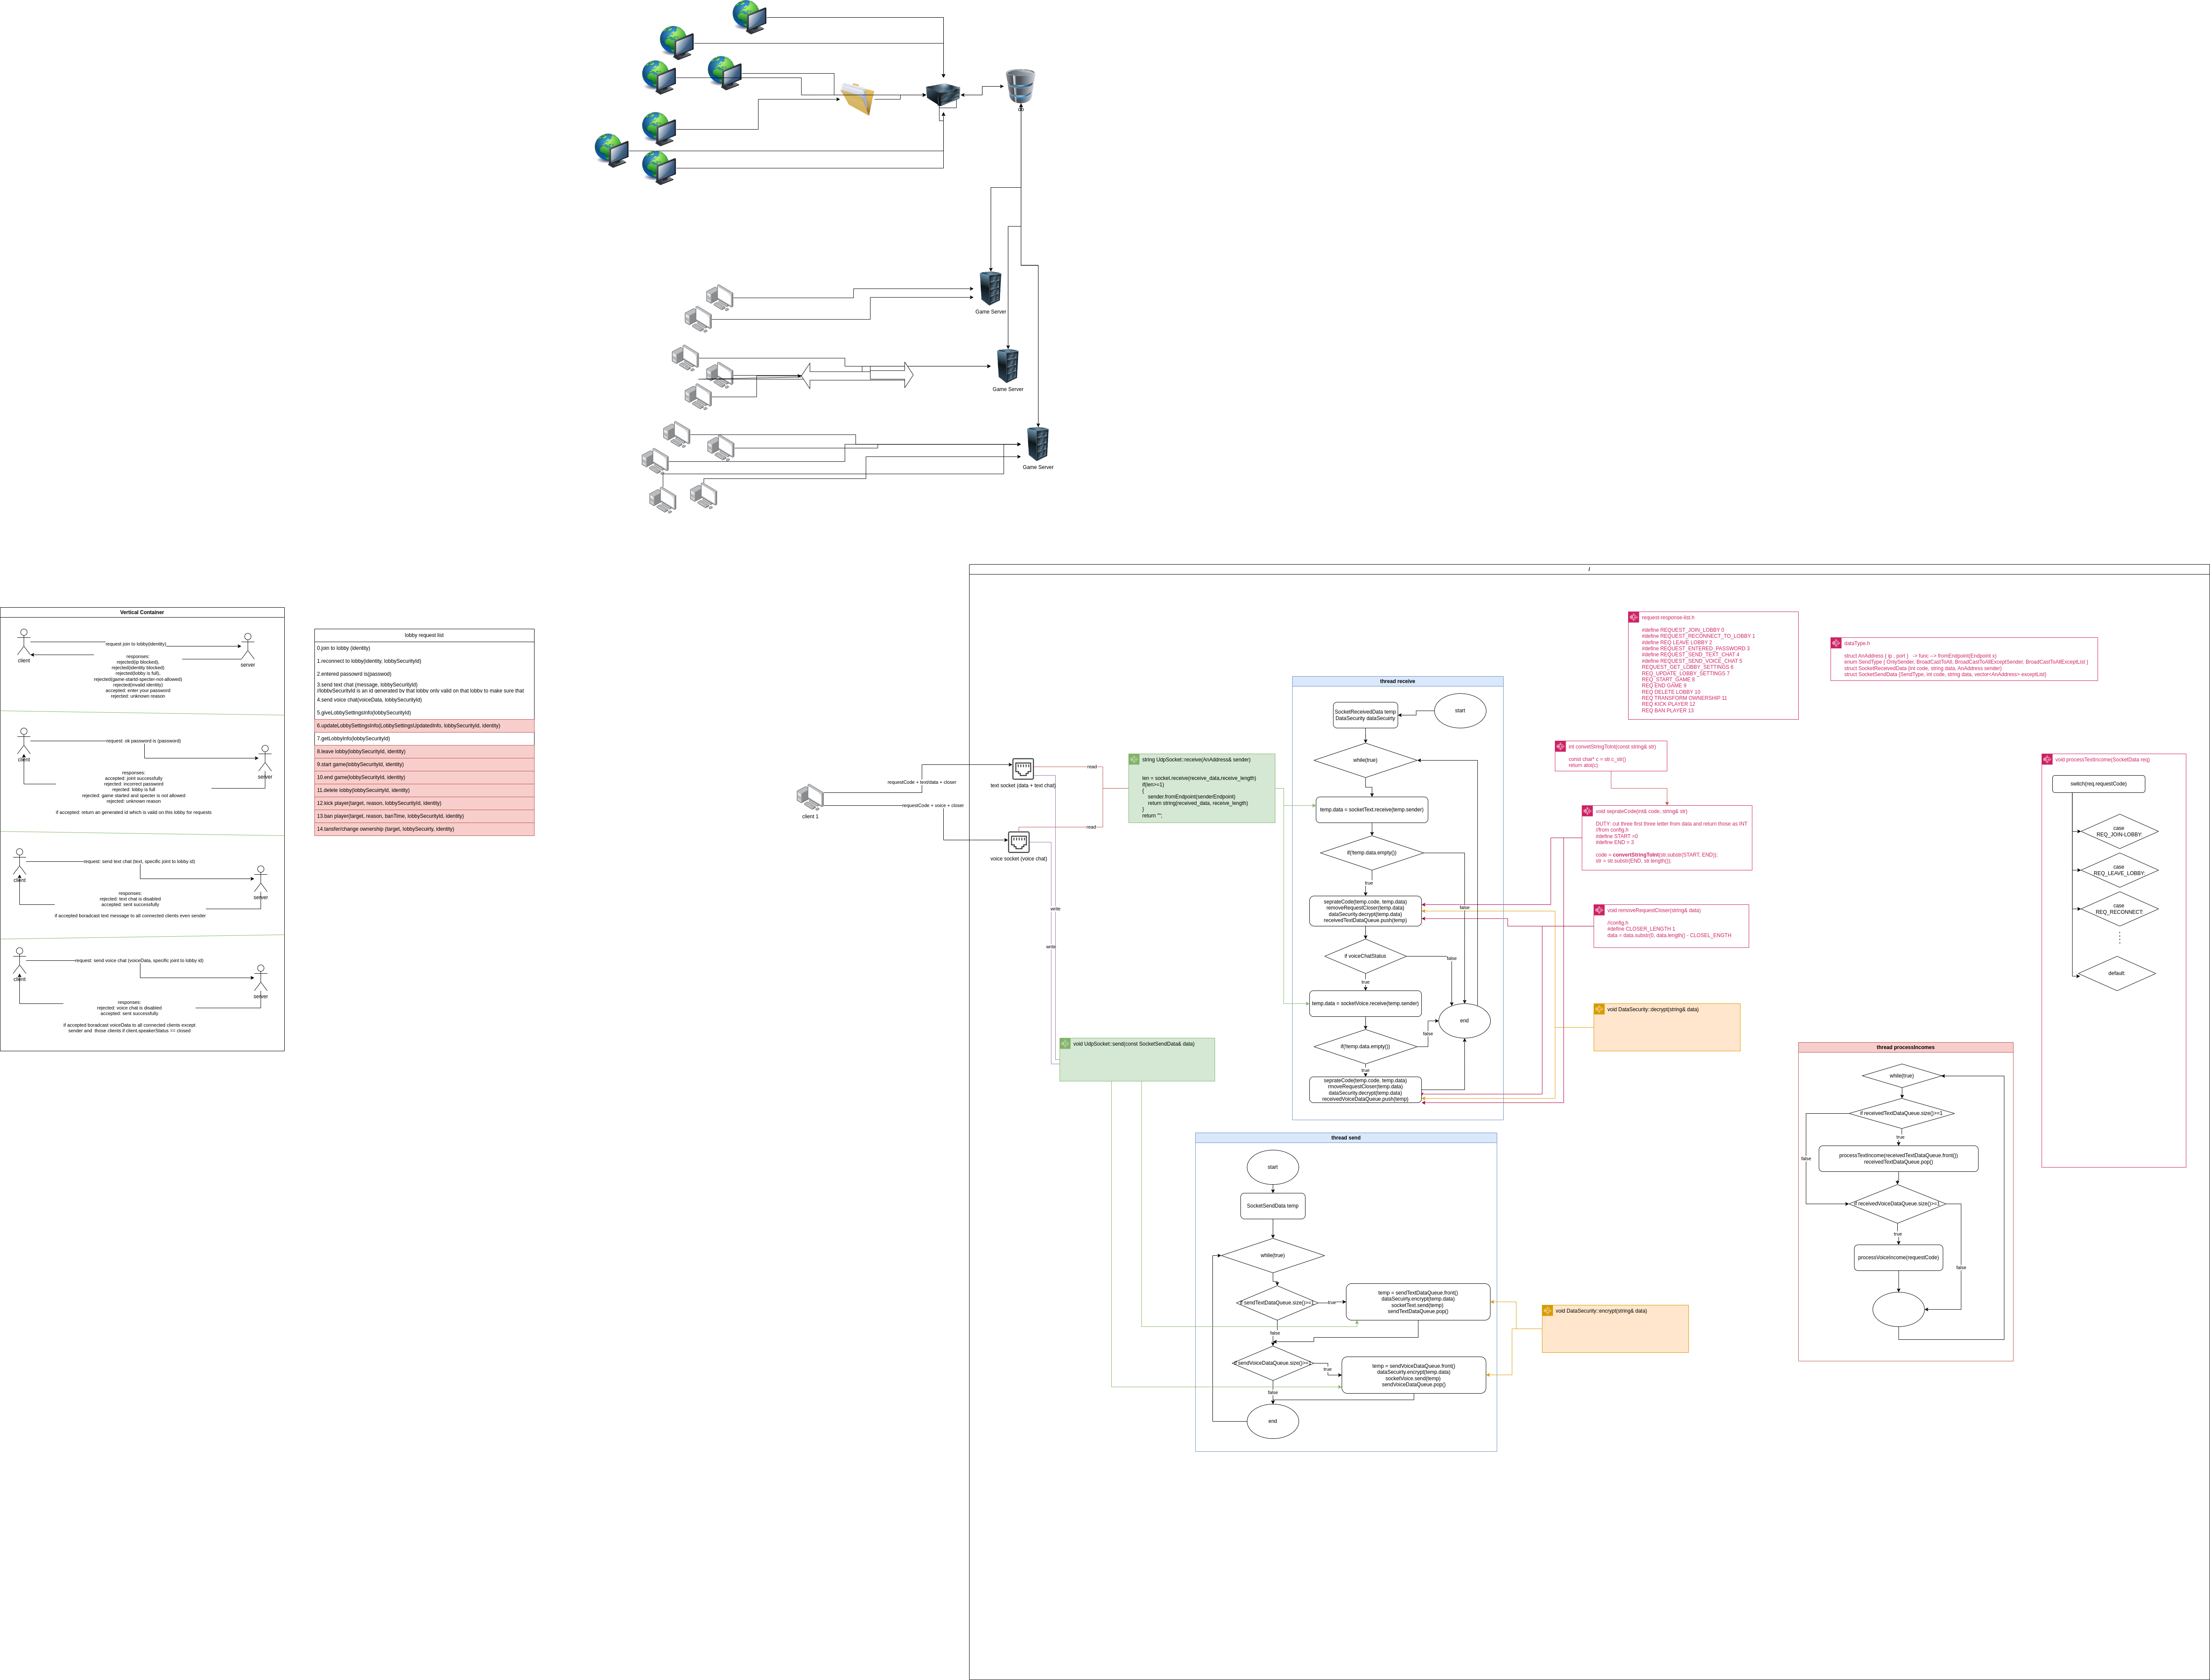 db
Game Server
Game Server
Game Server
/
Vertical Container
request join to lobby(identity)
client
server
responses:
rejected(ip blocked),
rejected(identity blocked)
rejected(lobby is full),
rejected(game-started-specter-not-allowed)
rejected(invalid identity)
accepted: enter your password
rejected: unknown reason
request: ok password is (password)
client
server
responses:
accepted: joint successfully
rejected: incorrect password
rejected: lobby is full
rejected: game started and specter is not allowed
rejected: unknown reason
if accepted: return an generated id which is valid on this lobby for requests
request: send text chat (text, specific joint to lobby id)
client
server
responses:
rejected: text chat is disabled
accepted: sent successfully
if accepted boradcast text message to all connected clients even sender
request: send voice chat (voiceData, specific joint to lobby id)
client
server
responses:
rejected: voice chat is disabled
accepted: sent successfully
if accepted boradcast voiceData to all connected clients except
sender and those clients if client:speakerStatus == closed
lobby request list
0.join to lobby (identity)
1.reconnect to lobby(identity, lobbySecurityId)
2.entered passowrd is(passwod)
3.send text chat (message, lobbySecurityId)
//lobbySecurityId is an id generated by that lobby only valid on that lobby to make sure that
4.send voice chat(voiceData, lobbySecurityId)
5.giveLobbySettingsInfo(lobbySecurityId)
6.updateLobbySettingsInfo(LobbySettingsUpdatedInfo, lobbySecurityId, identity)
7.getLobbyInfo(lobbySecurityId)
8.leave lobby(lobbySecurityId, identity)
9.start game(lobbySecurityId, identity)
10.end game(lobbySecurityId, identity)
11.delete lobby(lobbySecuirtyId, identity)
12.kick player(target, reason, lobbySecurityId, identity)
13.ban player(target, reason, banTime, lobbySecurityId, identity)
14.tansfer/change ownership (target, lobbySecuirty, identity)
client 1
requestCode + text/data + closer
requestCode + voice + closer
text socket (data + text chat)
voice socket (voice chat)
read
read
write
write
string UdpSocket::receive(AnAddress& sender)
len = socket.receive(receive_data,receive_length)
if(len>=1)
{
sender.fromEndpoint(senderEndpoint)
return string(received_data, receive_length)
}
return "";
void UdpSocket::send(const SocketSendData& data)
thread receive
start
SocketReceivedData temp
DataSecurity dataSecuirty
while(true)
temp.data = socketText.receive(temp.sender)
if(!temp.data.empty())
true
false
seprateCode(temp.code, temp.data)
removeRequestCloser(temp.data)
dataSecurity.decrypt(temp.data)
receivedTextDataQueue.push(temp)
if voiceChatStatus
false
true
temp.data = socketVoice.receive(temp.sender)
end
if(!temp.data.empty())
false
true
seprateCode(temp.code, temp.data)
rmoveRequestCloser(temp.data)
dataSecurity.decrypt(temp.data)
receivedVoiceDataQueue.push(temp)
thread send
start
SocketSendData temp
while(true)
if sendTextDataQueue.size()>=1
true
temp = sendTextDataQueue.front()
dataSecuirty.encrypt(temp.data)
socketText.send(temp)
sendTextDataQueue.pop()
false
if sendVoiceDataQueue.size()>=1
true
temp = sendVoiceDataQueue.front()
dataSecuirty.encrypt(temp.data)
socketVoice.send(temp)
sendVoiceDataQueue.pop()
false
end
request-response-list.h
#define REQUEST_JOIN_LOBBY 0
#define REQUEST_RECONNECT_TO_LOBBY 1
#define REQ LEAVE LOBBY 2
#define REQUEST_ENTERED_PASSWORD 3
#define REQUEST_SEND_TEXT_CHAT 4
#define REQUEST_SEND_VOICE_CHAT 5
REQUEST_GET_LOBBY_SETTINGS 6
REQ_UPDATE_LOBBY_SETTINGS 7
REQ_START_GAME 8
REQ END GAME 9
REQ DELETE LOBBY 10
REQ TRANSFORM OWNERSHIP 11
REQ KICK PLAYER 12
REQ BAN PLAYER 13
dataType.h
struct AnAddress { ip , port } -> func --> fromEndpoint(Endpoint x)
enum SendType { OnlySender, BroadCastToAll, BroadCastToAllExceptSender, BroadCastToAllExceptList }
struct SocketReceivedData {int code, string data, AnAddress sender}
struct SocketSendData {SendType, int code, string data, vector<AnAddress> exceptList}
int convetStringToInt(const string& str)
const char* c = str.c_str()
return atoi(c)
void seprateCode(int& code, string& str)
DUTY: cut three first three letter from data and return those as INT
//from config.h
#define START =0
#define END = 3
code = convertStringToInt(str.substr(START, END));
str = str.substr(END, str.length());
void removeRequestCloser(string& data)
//config.h
#define CLOSER_LENGTH 1
data = data.substr(0, data.length() - CLOSEL_ENGTH
void DataSecurity::decrypt(string& data)
void DataSecurity::encrypt(string& data)
thread processIncomes
while(true)
if receivedTextDataQueue.size()>=1
true
false
processTextIncome(receivedTextDataQueue.front())
receivedTextDataQueue.pop()
if receivedVoiceDataQueue.size()>=1
true
false
processVoiceIncome(requestCode)
void processTextIncome(SocketData req)
switch(req.requestCode)
case
REQ_JOIN-LOBBY:
case
REQ_LEAVE_LOBBY:
case
REQ_RECONNECT:
default: